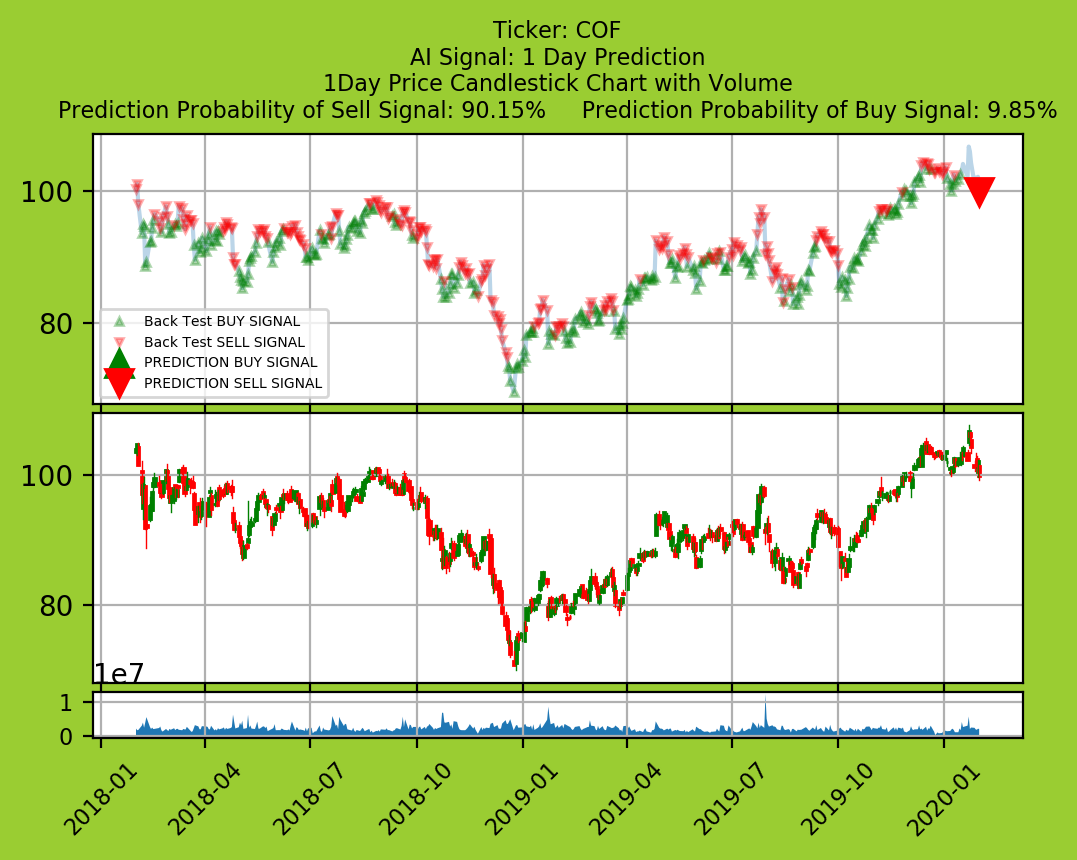 Ticker: COF
AI Signal: 1 Day Prediction
1Day Price Candlestick Chart with Volume
Prediction Probability of Sell Signal: 90.15%     Prediction Probability of Buy Signal: 9.85%
100
80
Back Test BUY SIGNAL
Back Test SELL SIGNAL
PREDICTION BUY SIGNAL
PREDICTION SELL SIGNAL
100
80
1e7
1
0
2018-01
2018-04
2018-07
2018-10
2019-01
2019-04
2019-07
2019-10
2020-01